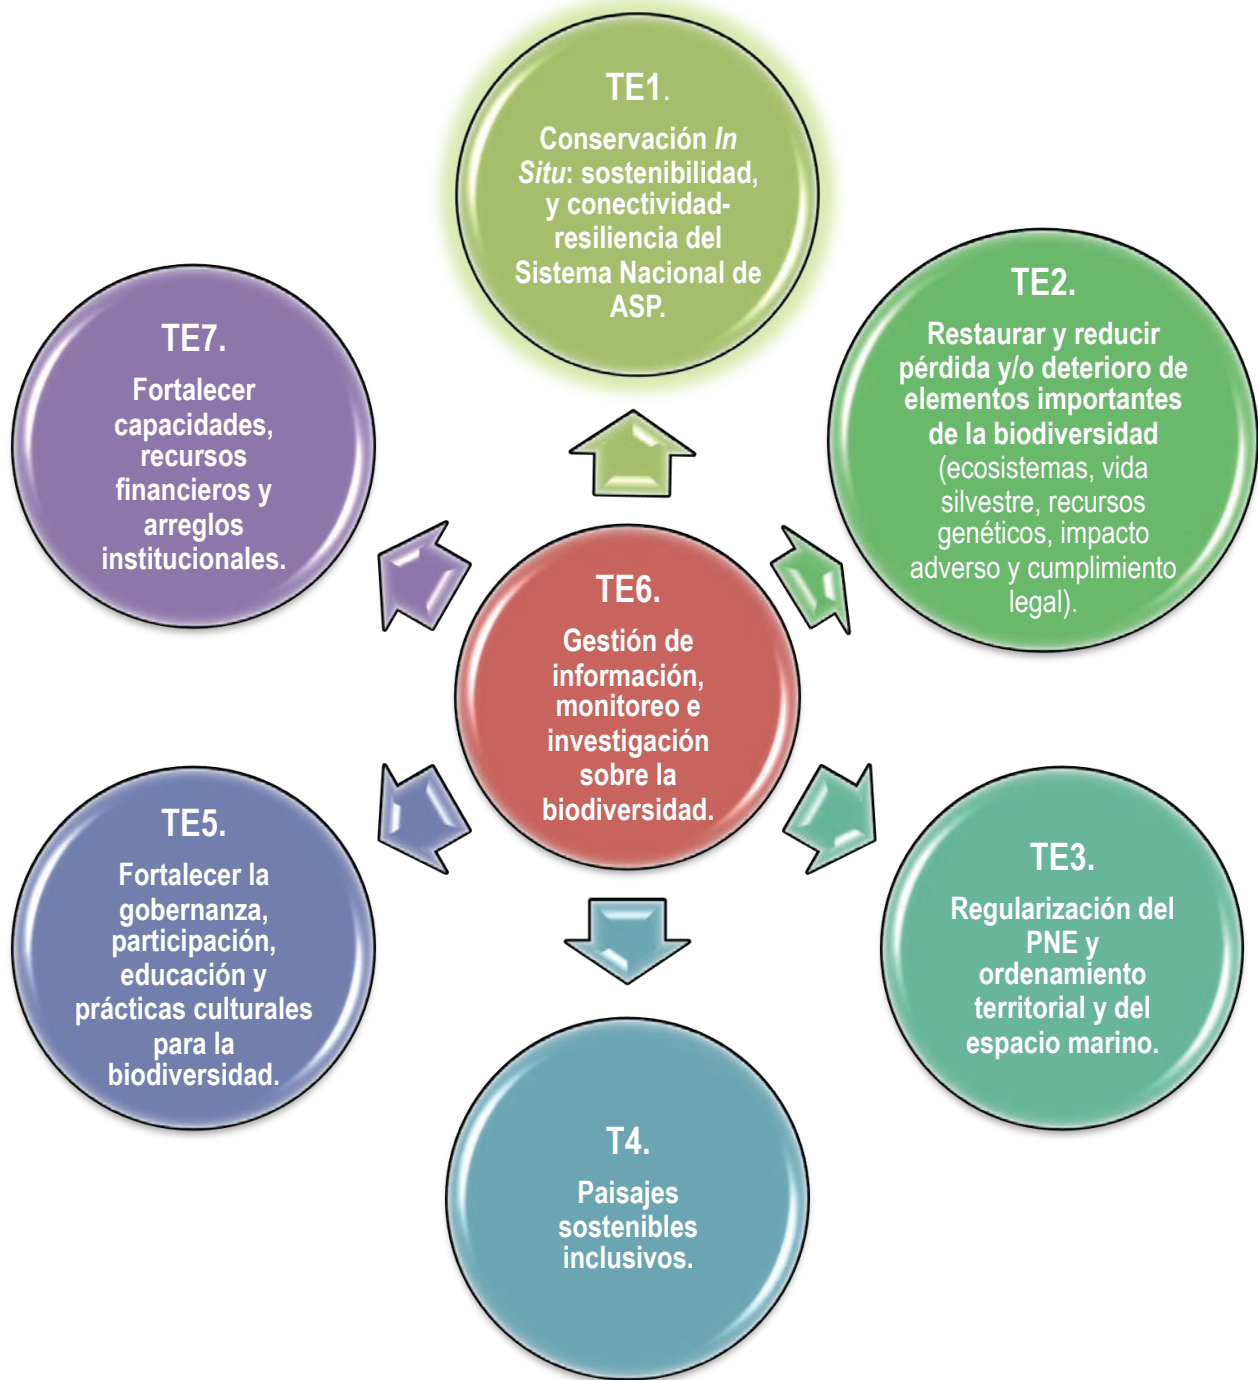 TE1.
Conservación In
Situ: sostenibilidad,
y conectividad-
resiliencia del
Sistema Nacional de
ASP.
TE2.
Restaurar y reducir
pérdida y/o deterioro de
elementos importantes
de la biodiversidad
(ecosistemas, vida
silvestre, recursos
genéticos, impacto
adverso y cumplimiento
legal).
TE3.
Regularización del
PNE y
ordenamiento
territorial y del
espacio marino.
T4.
Paisajes
sostenibles
inclusivos.
TE5.
Fortalecer la
gobernanza,
participación,
educación y
prácticas culturales
para la
biodiversidad.
TE6.
Gestión de
información,
monitoreo e
investigación
sobre la
biodiversidad.
TE7.
Fortalecer
capacidades,
recursos
financieros y
arreglos
institucionales.